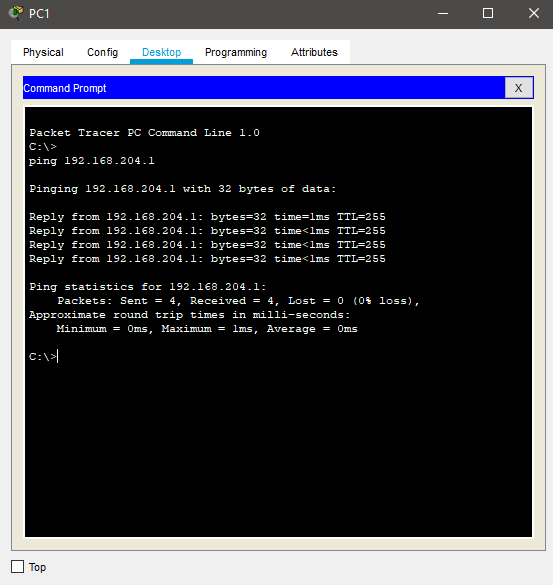 PC1
Physical Config Desktop Programming Attributes
Command Prompt
X
Packet Tracer PC Command Line 1.0
C:\>
ping 192.168.204.1
Pinging 192.168.204.1 with 32 bytes of data:
Reply from 192.168.204.1: bytes=32 time=1ms TTL=255
Reply from 192.168.204.1: bytes=32 time<1ms TTL=255
Reply from 192.168.204.1: bytes=32 time<1ms TTL=255
Reply from 192.168.204.1: bytes=32 time<1ms TTL=255
Ping statistics for 192.168.204.1:
Packets: Sent = 4, Received = 4, Lost = 0 (0% loss),
Approximate round trip times in milli-seconds:
Minimum = 0ms, Maximum = 1ms, Average = 0ms
C:\>
Top